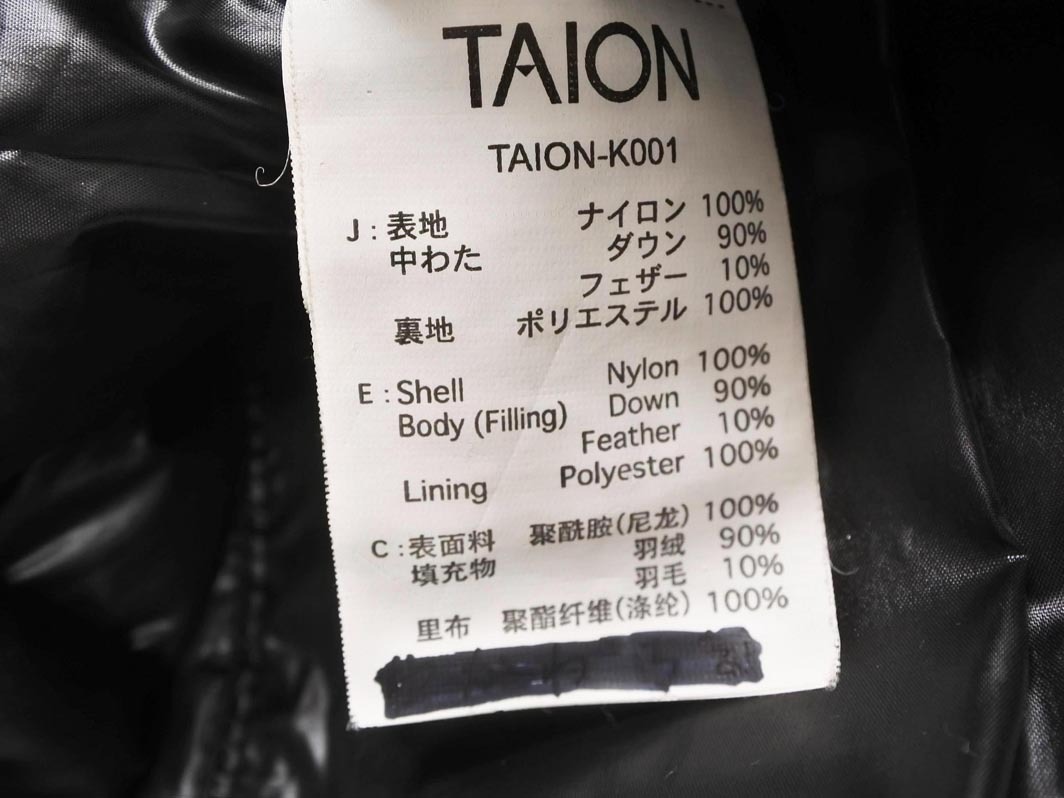 TAION
TAION-K001
J : 表地 ナイロン 100%
中わた ダウン 90%
フェザー 10%
裏地 ポリエステル 100%
E : Shell Nylon 100%
Body (Filling) Down 90%
Feather 10%
Lining Polyester 100%
C : 表面料 聚酰胺(尼龙) 100%
填充物 羽绒 90%
羽毛 10%
里布 聚酯纤维(涤纶) 100%